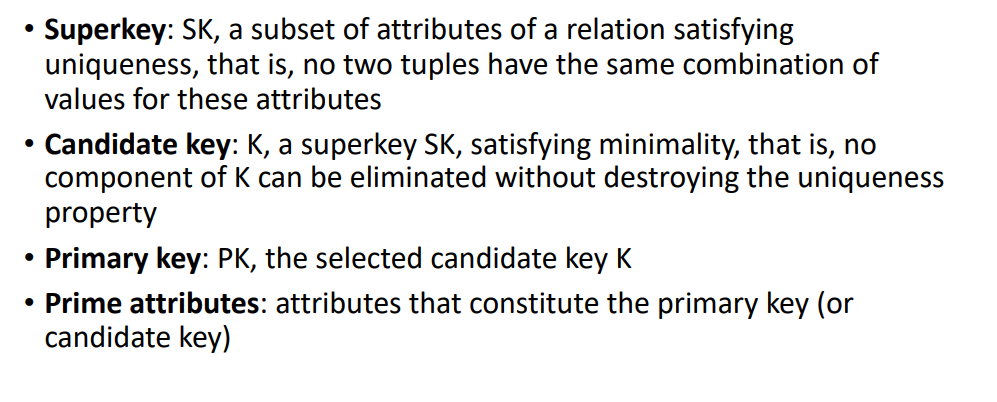 • Superkey: SK, a subset of attributes of a relation satisfying
uniqueness, that is, no two tuples have the same combination of
values for these attributes
• Candidate key: K, a superkey SK, satisfying minimality, that is, no
component of K can be eliminated without destroying the uniqueness
property
• Primary key: PK, the selected candidate key K
• Prime attributes: attributes that constitute the primary key (or
candidate key)